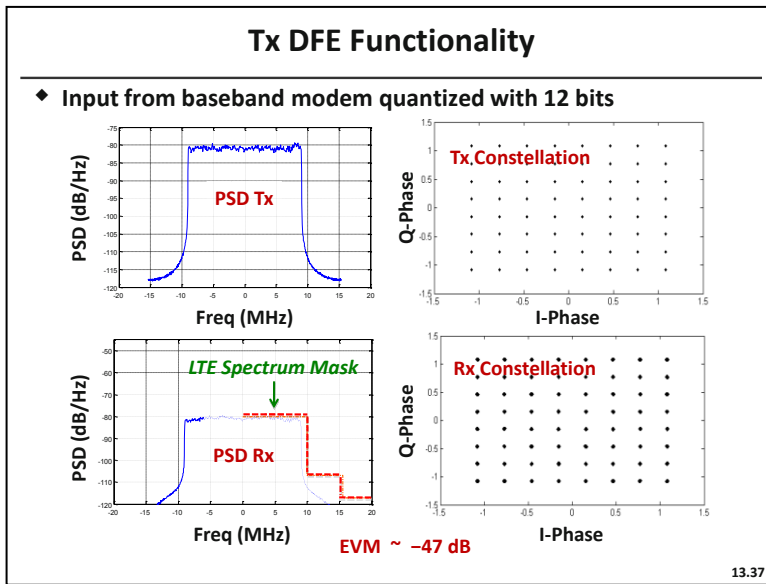 Tx DFE Functionality
◆ Input from baseband modem quantized with 12 bits
PSD (dB/Hz)
-75
-80
-85
-90
-95
-100
-105
-110
-115
-120
PSD Tx
-20 -15 -10 -5 0 5 10 15 20
Freq (MHz)
Q-Phase
1.5
1
0.5
0
-0.5
-1
-1.5
Tx Constellation
-1.5 -1 -0.5 0 0.5 1 1.5
I-Phase
PSD (dB/Hz)
-50
-60
-70
-80
-90
-100
-110
-120
LTE Spectrum Mask
PSD Rx
-20 -15 -10 -5 0 5 10 15 20
Freq (MHz)
Q-Phase
1.5
1
0.5
0
-0.5
-1
-1.5
Rx Constellation
-1.5 -1 -0.5 0 0.5 1 1.5
I-Phase
EVM ~ −47 dB
13.37